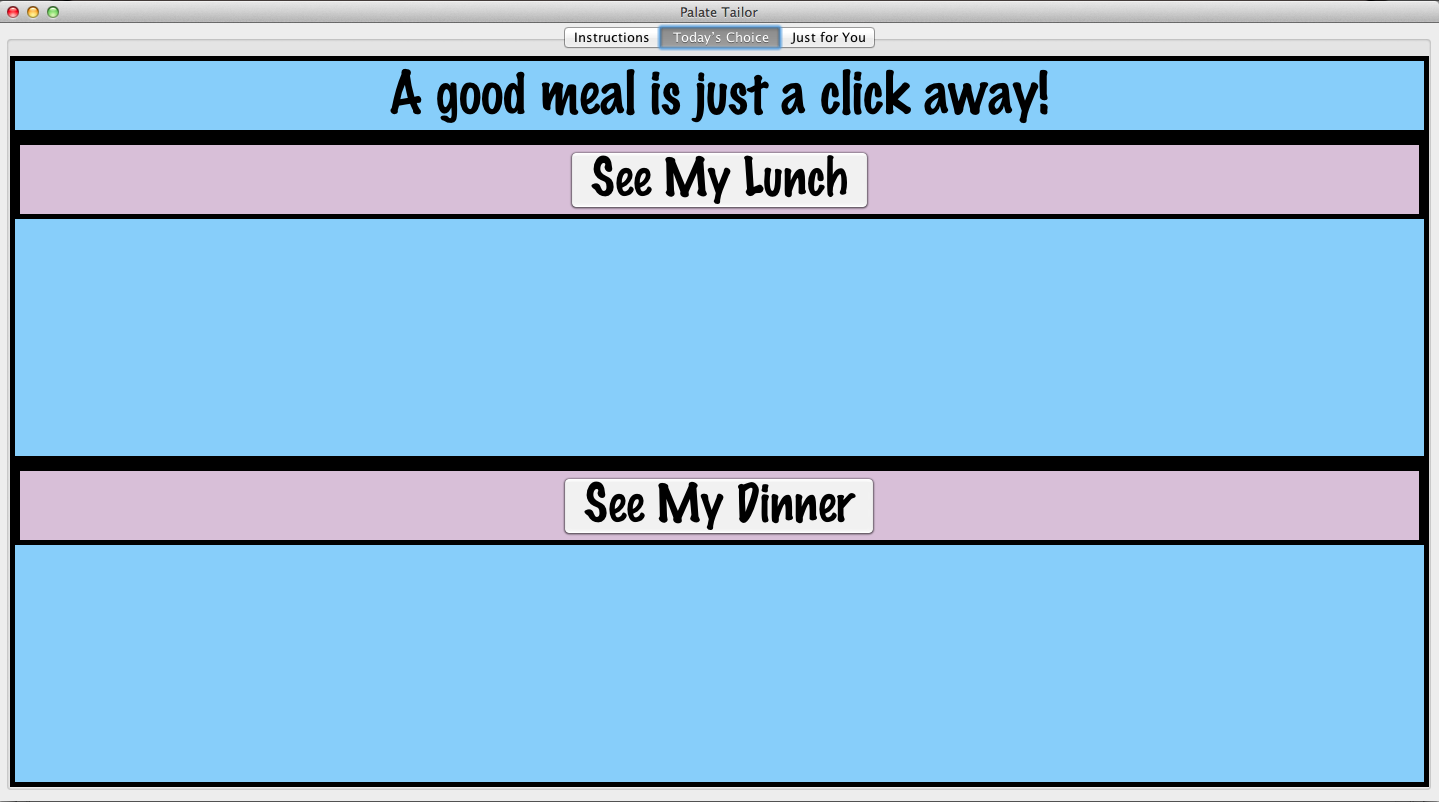 Palate Tailor
Instructions Today's Choice Just for You
A good meal is just a click away!
See My Lunch
See My Dinner